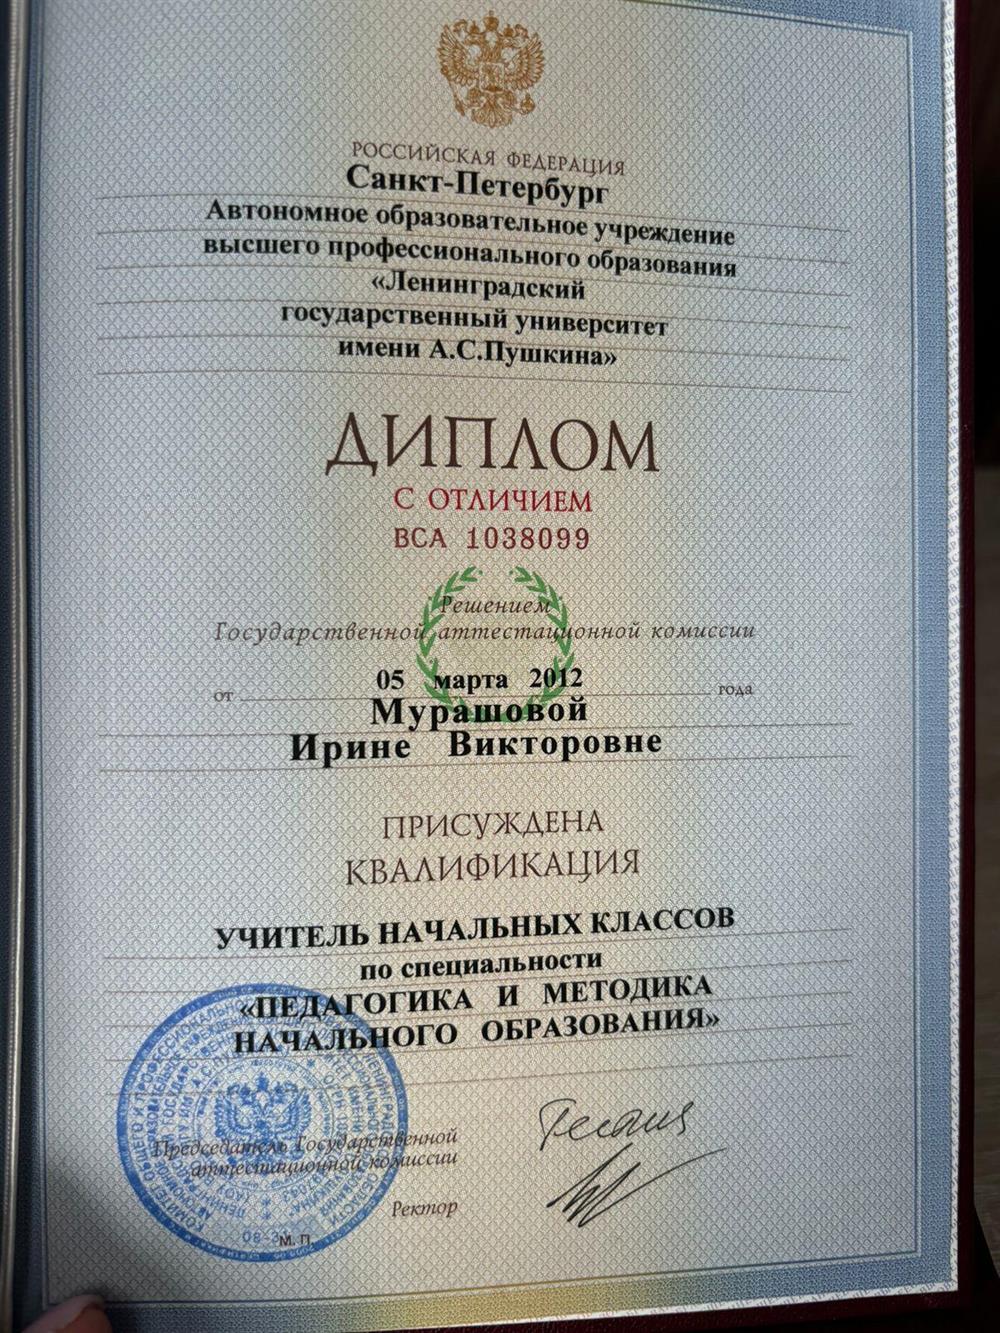 РОССИЙСКАЯ ФЕДЕРАЦИЯ
Санкт-Петербург
Автономное образовательное учреждение
высшего профессионального образования
«Ленинградский
государственный университет
имени А.С.Пушкина»
ДИПЛОМ
С ОТЛИЧИЕМ
ВСА 1038099
Решением
Государственной аттестационной комиссии
от 05 марта 2012 года
Мурашовой
Ирине Викторовне
ПРИСУЖДЕНА
КВАЛИФИКАЦИЯ
УЧИТЕЛЬ НАЧАЛЬНЫХ КЛАССОВ
по специальности
«ПЕДАГОГИКА И МЕТОДИКА
НАЧАЛЬНОГО ОБРАЗОВАНИЯ»
Председатель Государственной
аттестационной комиссии
Ректор
М. П.